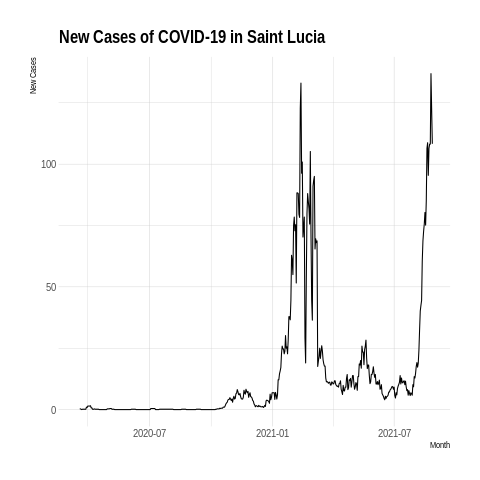 New Cases of COVID-19 in Saint Lucia
New Cases
100
50
0
2020-07
2021-01
2021-07
Month